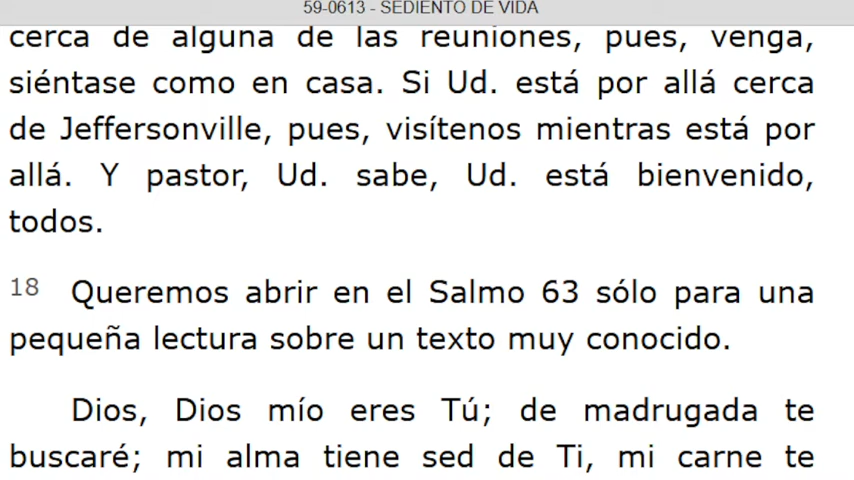 59-0613 - SEDIENTO DE VIDA
cerca de alguna de las reuniones, pues, venga,
siéntase como en casa. Si Ud. está por allá cerca
de Jeffersonville, pues, visítenos mientras está por
allá. Y pastor, Ud. sabe, Ud. está bienvenido,
todos.
18 Queremos abrir en el Salmo 63 sólo para una
pequeña lectura sobre un texto muy conocido.
Dios, Dios mío eres Tú; de madrugada te
buscaré; mi alma tiene sed de Ti, mi carne te